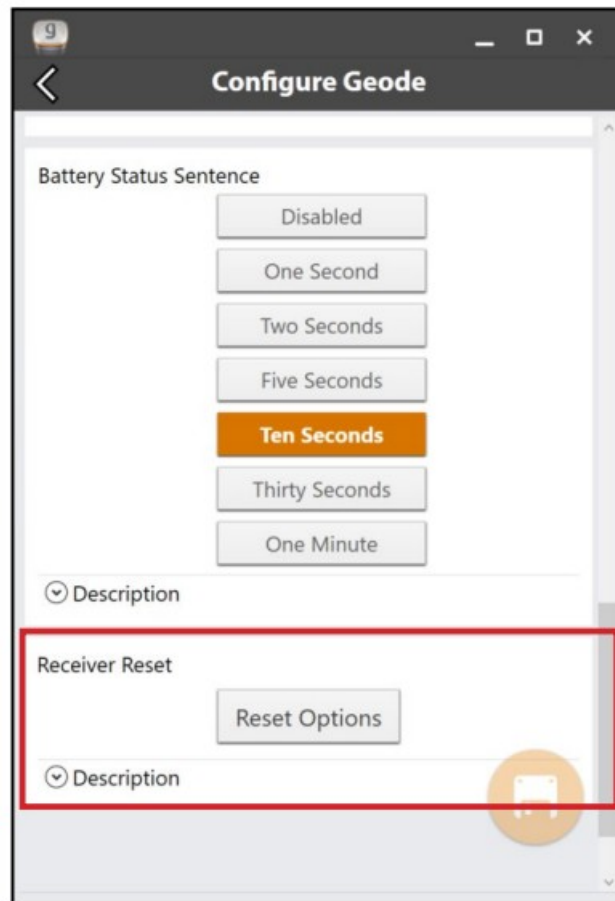 g
Configure Geode
Battery Status Sentence
Disabled
One Second
Two Seconds
Five Seconds
Ten Seconds
Thirty Seconds
One Minute
Description
Receiver Reset
Reset Options
Description